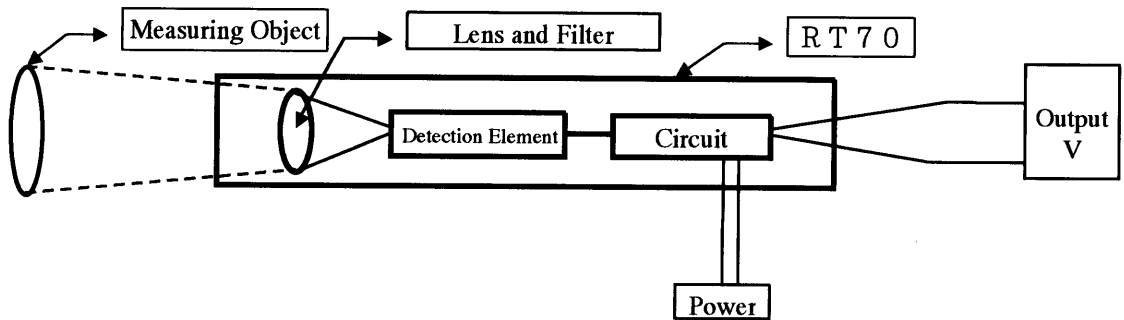 Measuring Object
Lens and Filter
RT70
Detection Element
Circuit
Output
V
Power